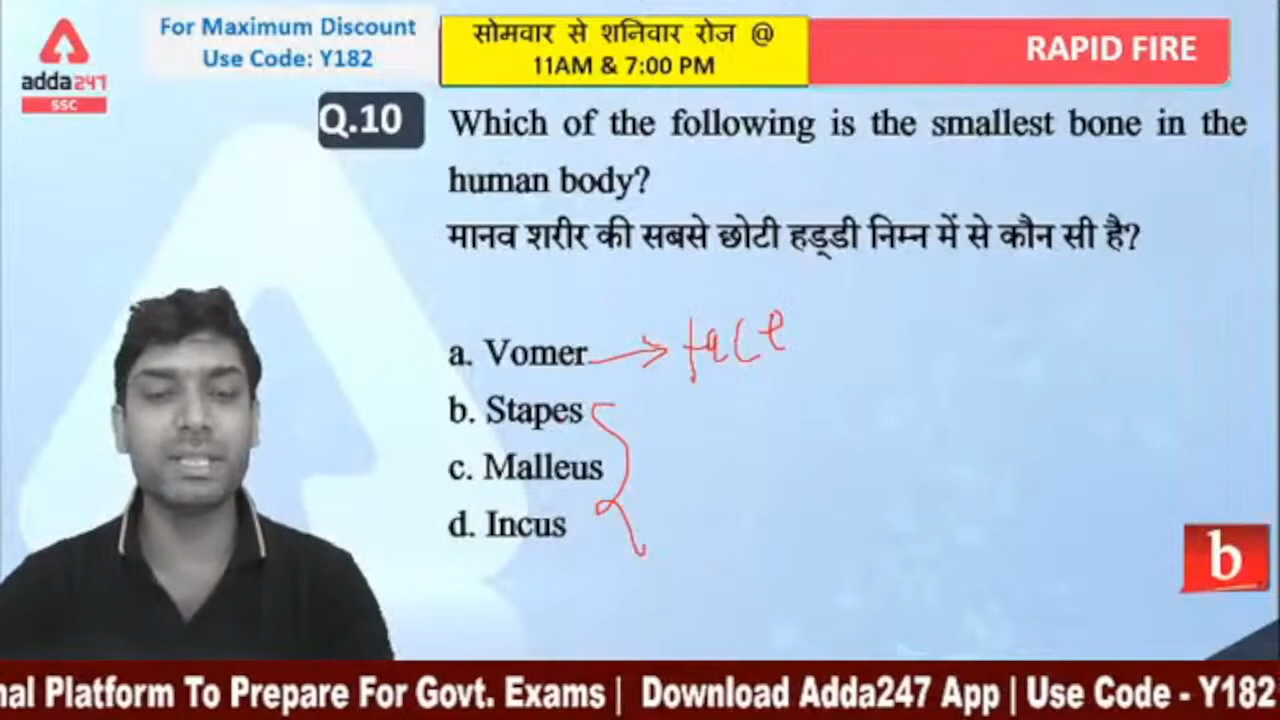 For Maximum Discount
Use Code: Y182
सोमवार से शनिवार रोज @
11AM & 7:00 PM
RAPID FIRE
adda247
SSC
Q.10 Which of the following is the smallest bone in the
human body?
मानव शरीर की सबसे छोटी हड्डी निम्न में से कौन सी है?
a. Vomer face
b. Stapes
c. Malleus
d. Incus
b
nal Platform To Prepare For Govt. Exams | Download Adda247 App | Use Code - Y182